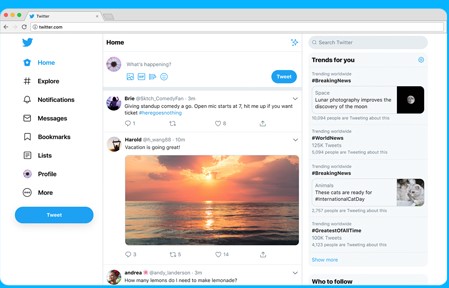 Twitter
twitter.com
Home
Explore
Notifications
Messages
Bookmarks
Lists
Profile
More
Tweet
Home
What's happening?
Tweet
Brie @Sktch_ComedyFan · 3m
Giving standup comedy a go. Open mic starts at 7, hit me up if you want
ticket #heregoesnothing
1
8
Harold @h_wang88 · 10m
Vacation is going great!
3
5
14
andrea @andy_landerson · 3m
How many lemons do I need to make lemonade?
Search Twitter
Trends for you
Trending worldwide
#BreakingNews
Space
Lunar photography improves the
discovery of the moon
10,094 people are Tweeting about this
Trending worldwide
#WorldNews
125K Tweets
5,094 people are Tweeting about this
Trending worldwide
#BreakingNews
Animals
These cats are ready for
#InternationalCatDay
2,757 people are Tweeting about this
Trending worldwide
#GreatestOfAllTime
100K Tweets
4,123 people are Tweeting about this
Show more
Who to follow